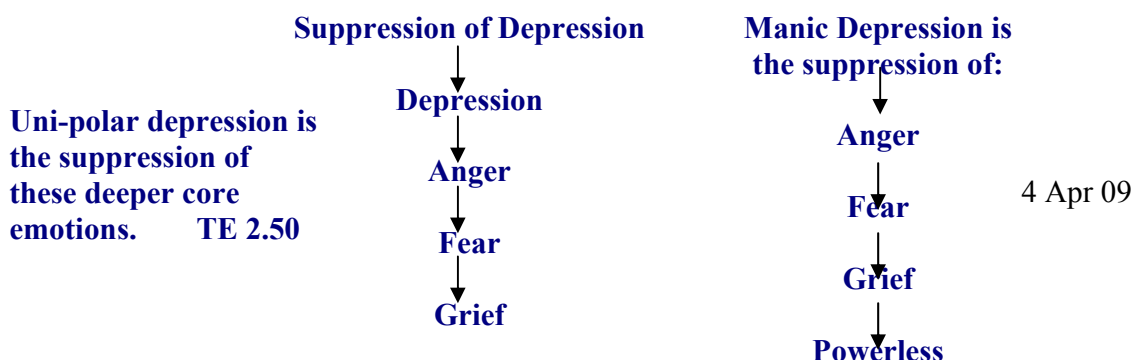 Suppression of Depression
Depression
Anger
Fear
Grief
Uni-polar depression is
the suppression of
these deeper core
emotions. TE 2.50
Manic Depression is
the suppression of:
Anger
Fear
Grief
Powerless
4 Apr 09